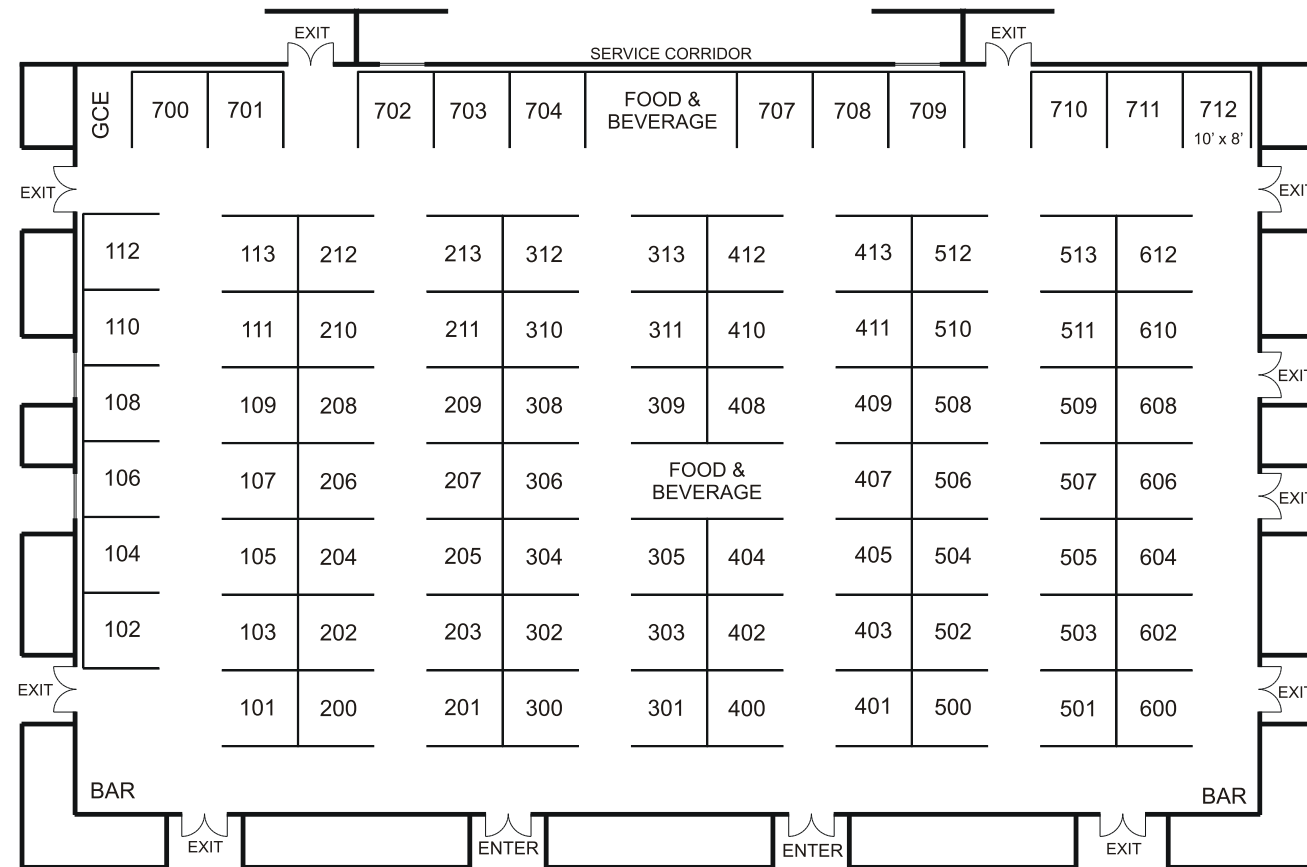 EXIT
EXIT
SERVICE CORRIDOR
GCE
700 701 702 703 704 FOOD & 707 708 709 710 711 712
BEVERAGE
10' x 8'
EXIT
EXIT
112 113 212 213 312 313 412 413 512 513 612
110 111 210 211 310 311 410 411 510 511 610
EXIT
108 109 208 209 308 309 408 409 508 509 608
106 107 206 207 306 FOOD & 407 506 507 606
BEVERAGE
EXIT
104 105 204 205 304 305 404 405 504 505 604
102 103 202 203 302 303 402 403 502 503 602
EXIT
EXIT
101 200 201 300 301 400 401 500 501 600
BAR
BAR
EXIT
ENTER
ENTER
EXIT